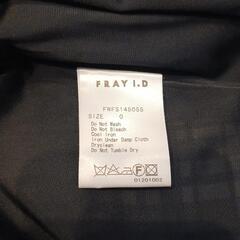 FRAY I.D
FWFS145055
SIZE 0
Do Not Wash
Do Not Bleach
Cool Iron
Iron Under Damp Cloth
Dryclean
Do Not Tumble Dry
01201002